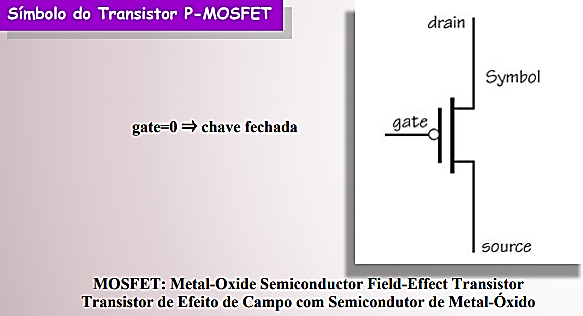 Símbolo do Transistor P-MOSFET
drain
Symbol
gate=0 ⇒ chave fechada
gate
source
MOSFET: Metal-Oxide Semiconductor Field-Effect Transistor
Transistor de Efeito de Campo com Semicondutor de Metal-Óxido